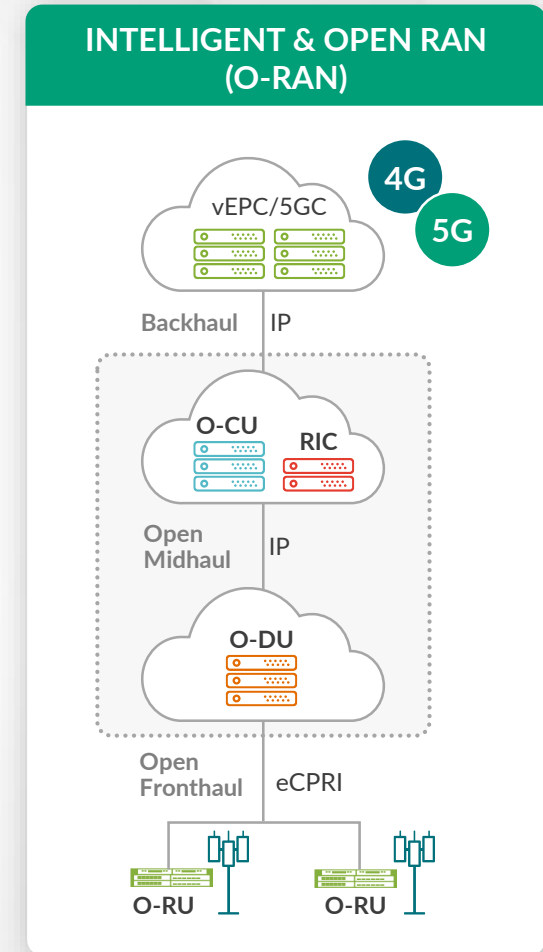 INTELLIGENT & OPEN RAN
(O-RAN)
4G
5G
vEPC/5GC
Backhaul IP
O-CU
RIC
Open
Midhaul
IP
O-DU
Open
Fronthaul
eCPRI
O-RU
O-RU